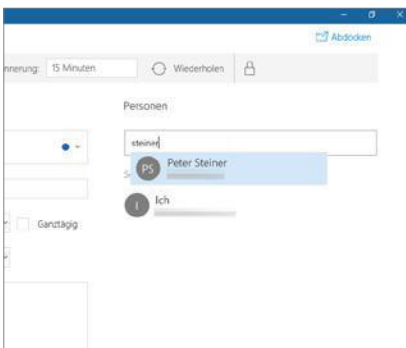 Abdocken
nnerung: 15 Minuten Wiederholen
Personen
steiner
PS Peter Steiner
I Ich
Ganztägig